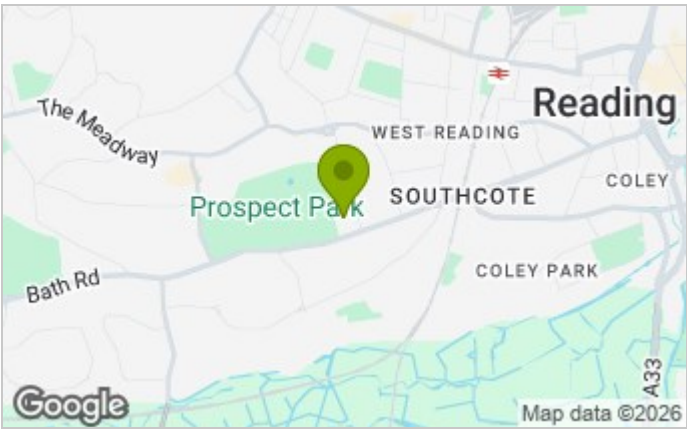 The Meadway
Reading
WEST READING
Prospect Park
SOUTHCOTE
COLEY
COLEY PARK
Bath Rd
A33
Google
Map data ©2026